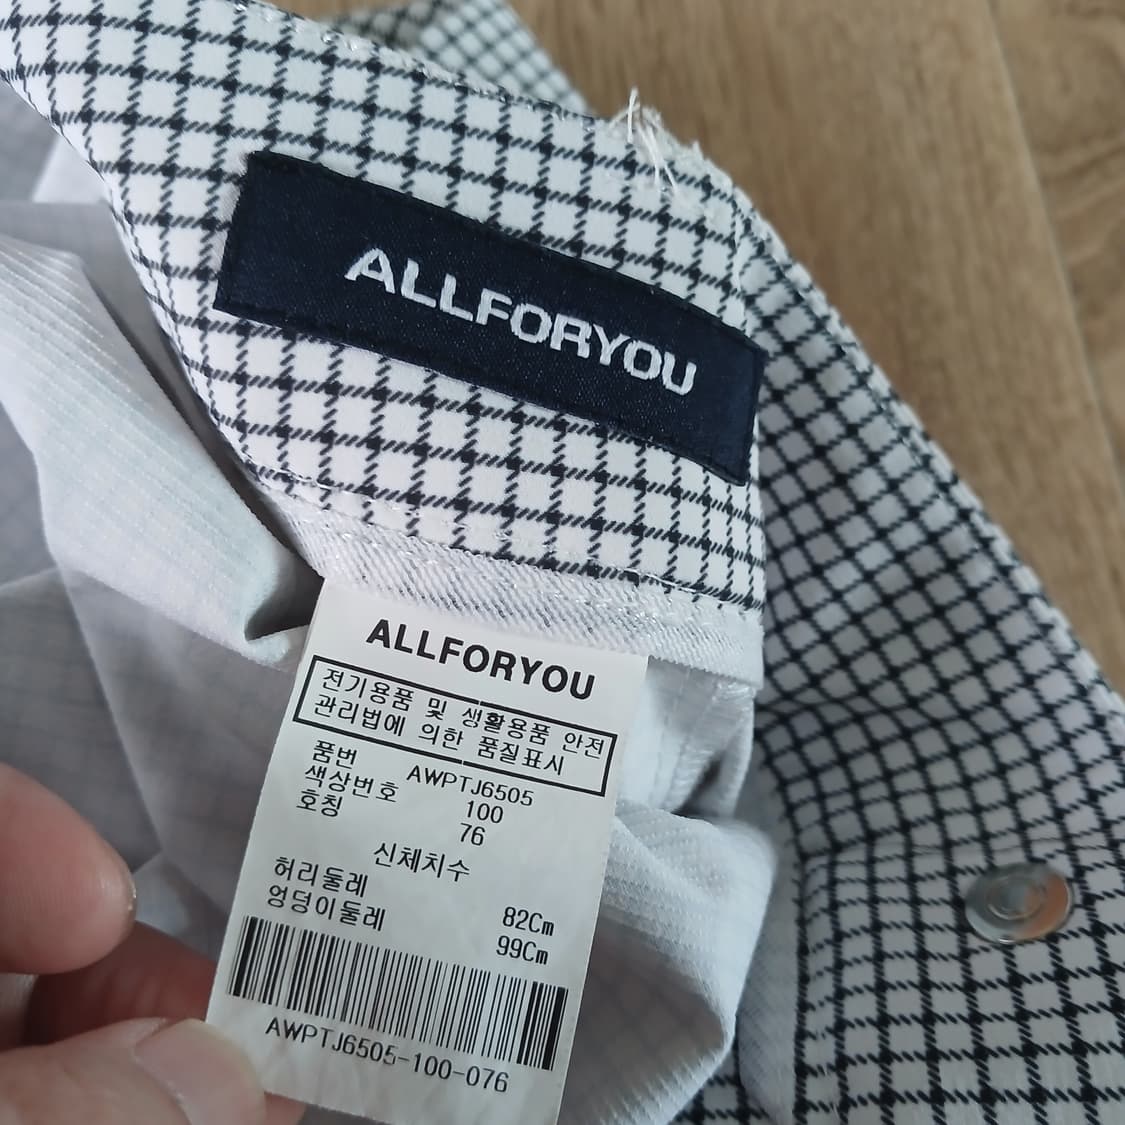 ALLFORYOU
ALLFORYOU
전기용품 및 생활용품 안전
관리법에 의한 품질표시
품번 AWPTJ6505
색상번호 100
호칭 76
신체치수
허리둘레 82Cm
엉덩이둘레 99Cm
AWPTJ6505-100-076